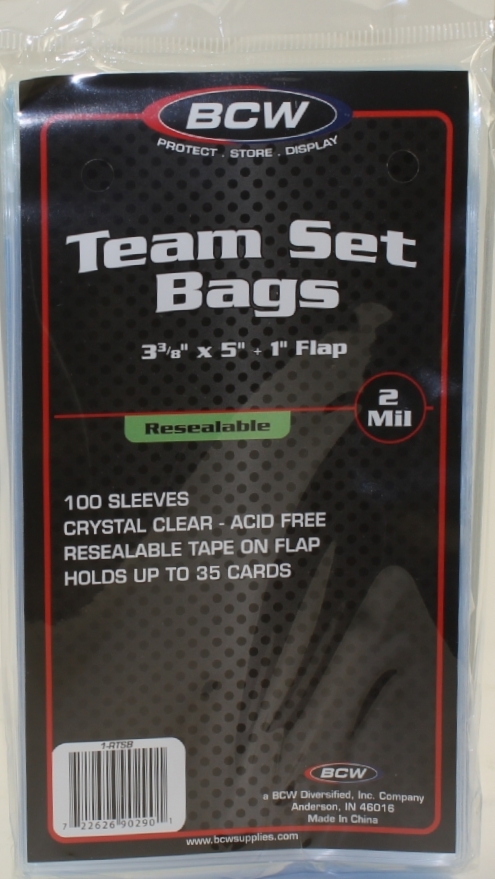 BCW
PROTECT . STORE . DISPLAY
Team Set
Bags
3 3/8" x 5" + 1" Flap
2
Mil
Resealable
100 SLEEVES
CRYSTAL CLEAR - ACID FREE
RESEALABLE TAPE ON FLAP
HOLDS UP TO 35 CARDS
1-RTSB
7 22626 90290 1
BCW
a BCW Diversified, Inc. Company
Anderson, IN 46016
Made In China
www.bcwsupplies.com